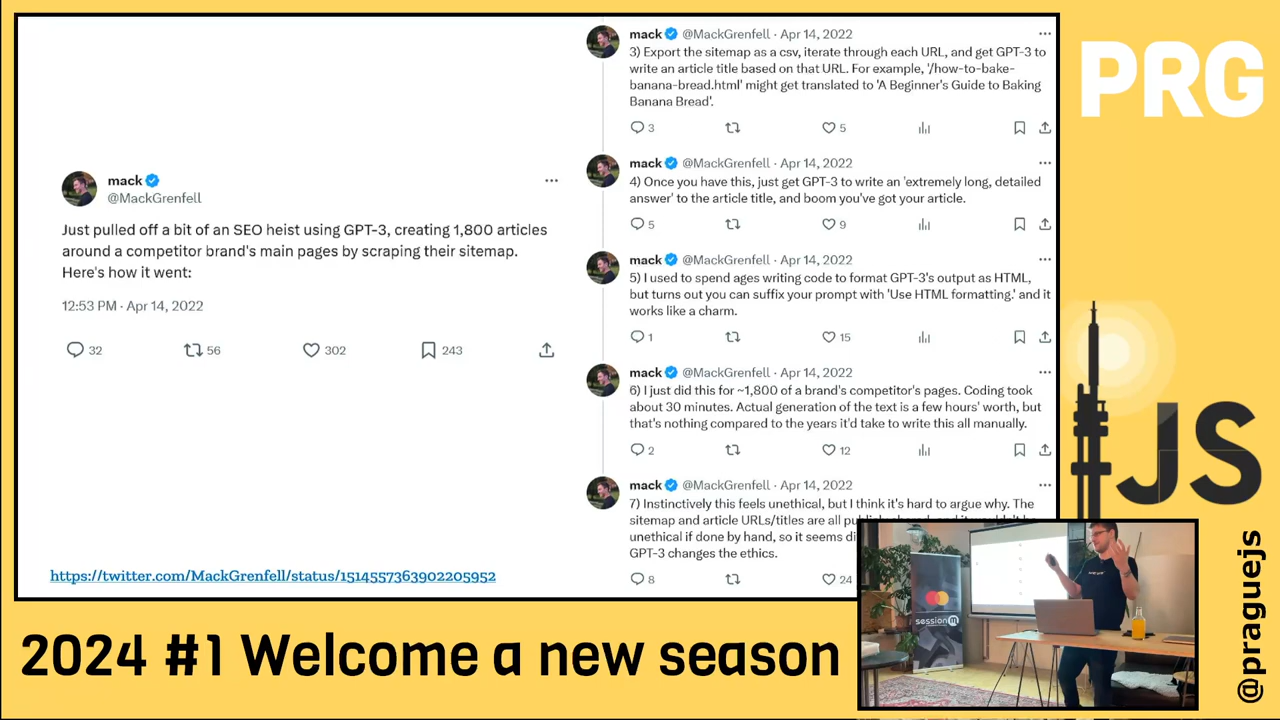 mack
@MackGrenfell
Just pulled off a bit of an SEO heist using GPT-3, creating 1,800 articles
around a competitor brand's main pages by scraping their sitemap.
Here's how it went:
12:53 PM · Apr 14, 2022
32 56 302 243
https://twitter.com/MackGrenfell/status/1514557363902205952
mack @MackGrenfell · Apr 14, 2022
3) Export the sitemap as a csv, iterate through each URL, and get GPT-3 to
write an article title based on that URL. For example, '/how-to-bake-
banana-bread.html' might get translated to 'A Beginner's Guide to Baking
Banana Bread'.
3 5
mack @MackGrenfell · Apr 14, 2022
4) Once you have this, just get GPT-3 to write an 'extremely long, detailed
answer' to the article title, and boom you've got your article.
5 9
mack @MackGrenfell · Apr 14, 2022
5) I used to spend ages writing code to format GPT-3's output as HTML,
but turns out you can suffix your prompt with 'Use HTML formatting.' and it
works like a charm.
1 15
mack @MackGrenfell · Apr 14, 2022
6) I just did this for ~1,800 of a brand's competitor's pages. Coding took
about 30 minutes. Actual generation of the text is a few hours' worth, but
that's nothing compared to the years it'd take to write this all manually.
2 12
mack @MackGrenfell · Apr 14, 2022
7) Instinctively this feels unethical, but I think it's hard to argue why. The
sitemap and article URLs/titles are all
unethical if done by hand, so it seems
GPT-3 changes the ethics.
8 24
PRG
JS
@praguejs
session m
2024 #1 Welcome a new season